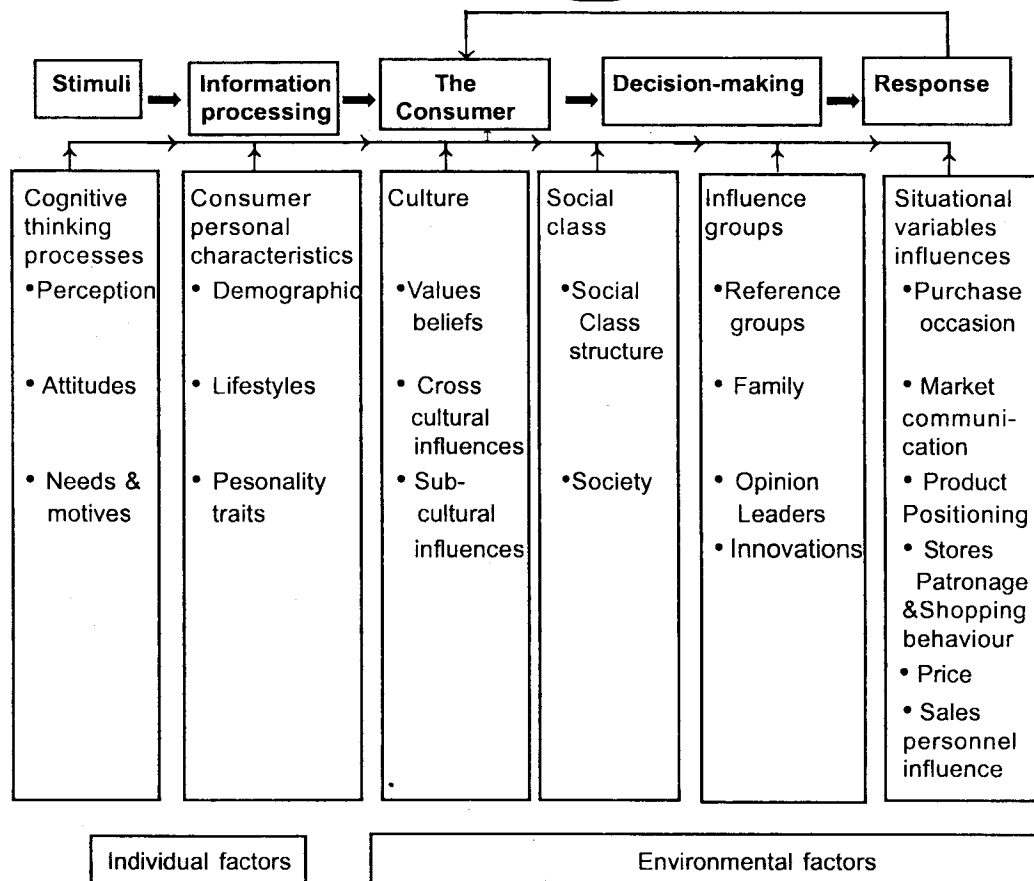 Stimuli
Information
processing
The
Consumer
Decision-making
Response
Cognitive
thinking
processes
•Perception
• Attitudes
• Needs &
motives
Consumer
personal
characteristics
• Demographic
• Lifestyles
• Pesonality
traits
Culture
•Values
beliefs
• Cross
cultural
influences
• Sub-
cultural
influences
Social
class
•Social
Class
structure
•Society
Influence
groups
•Reference
groups
• Family
• Opinion
Leaders
• Innovations
Situational
variables
influences
•Purchase
occasion
• Market
communi-
cation
• Product
Positioning
• Stores
Patronage
&Shopping
behaviour
• Price
• Sales
personnel
influence
Individual factors
Environmental factors